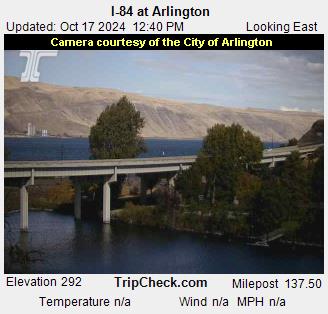 I-84 at Arlington
Updated: Oct 17 2024 12:40 PM Looking East
Camera courtesy of the City of Arlington
Elevation 292 TripCheck.com Milepost 137.50
Temperature n/a Wind n/a MPH n/a